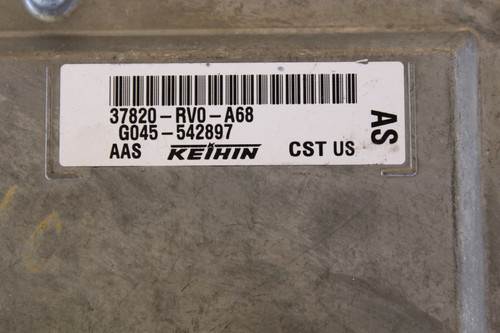 37820-RV0-A68
G045-542897
AAS KEIHIN CST US
AS